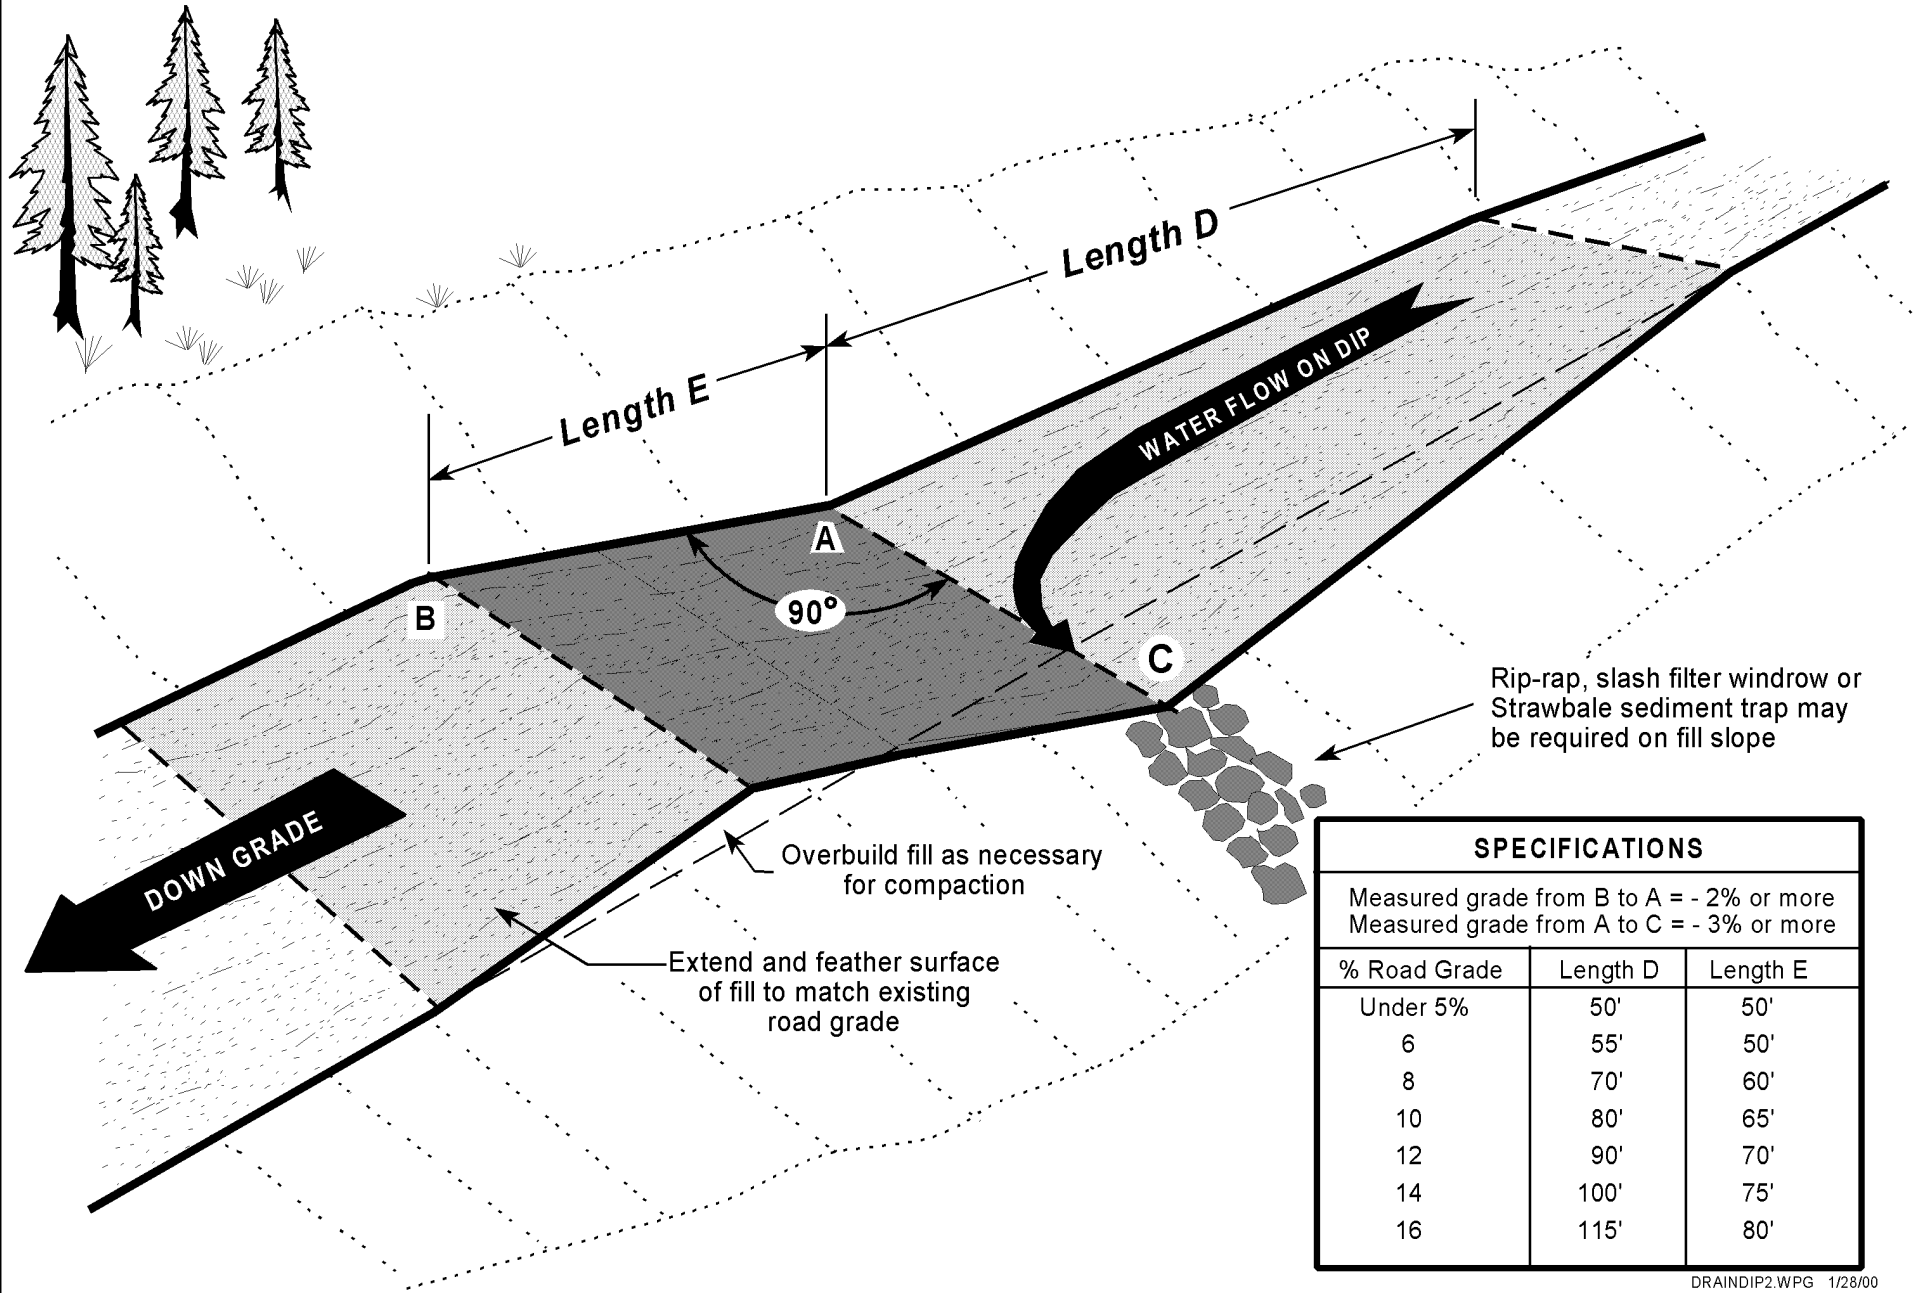 Length D
Length E
WATER FLOW ON DIP
A
90°
B
C
Rip-rap, slash filter windrow or
Strawbale sediment trap may
be required on fill slope
DOWN GRADE
Overbuild fill as necessary
for compaction
Extend and feather surface
of fill to match existing
road grade
SPECIFICATIONS
Measured grade from B to A = - 2% or more
Measured grade from A to C = - 3% or more
% Road Grade Length D Length E
Under 5% 50' 50'
6 55' 50'
8 70' 60'
10 80' 65'
12 90' 70'
14 100' 75'
16 115' 80'
DRAINDIP2.WPG 1/28/00